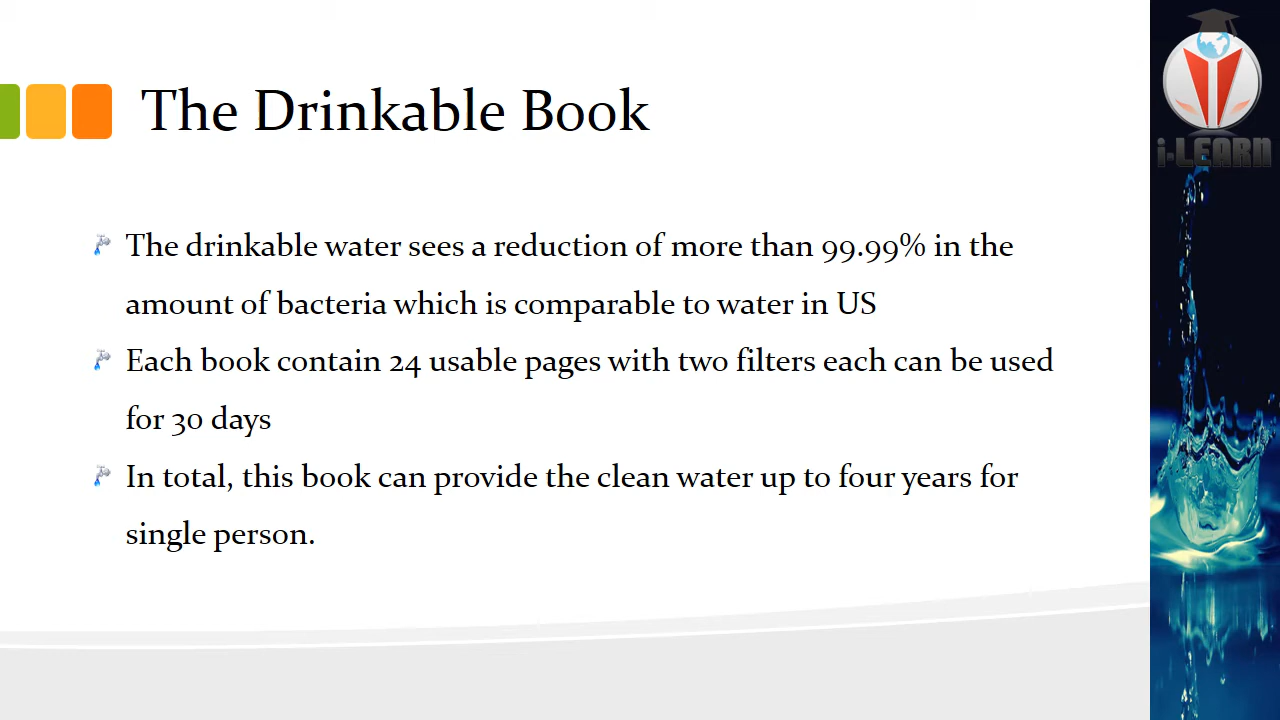 The Drinkable Book
i-LEARN
The drinkable water sees a reduction of more than 99.99% in the
amount of bacteria which is comparable to water in US
Each book contain 24 usable pages with two filters each can be used
for 30 days
In total, this book can provide the clean water up to four years for
single person.